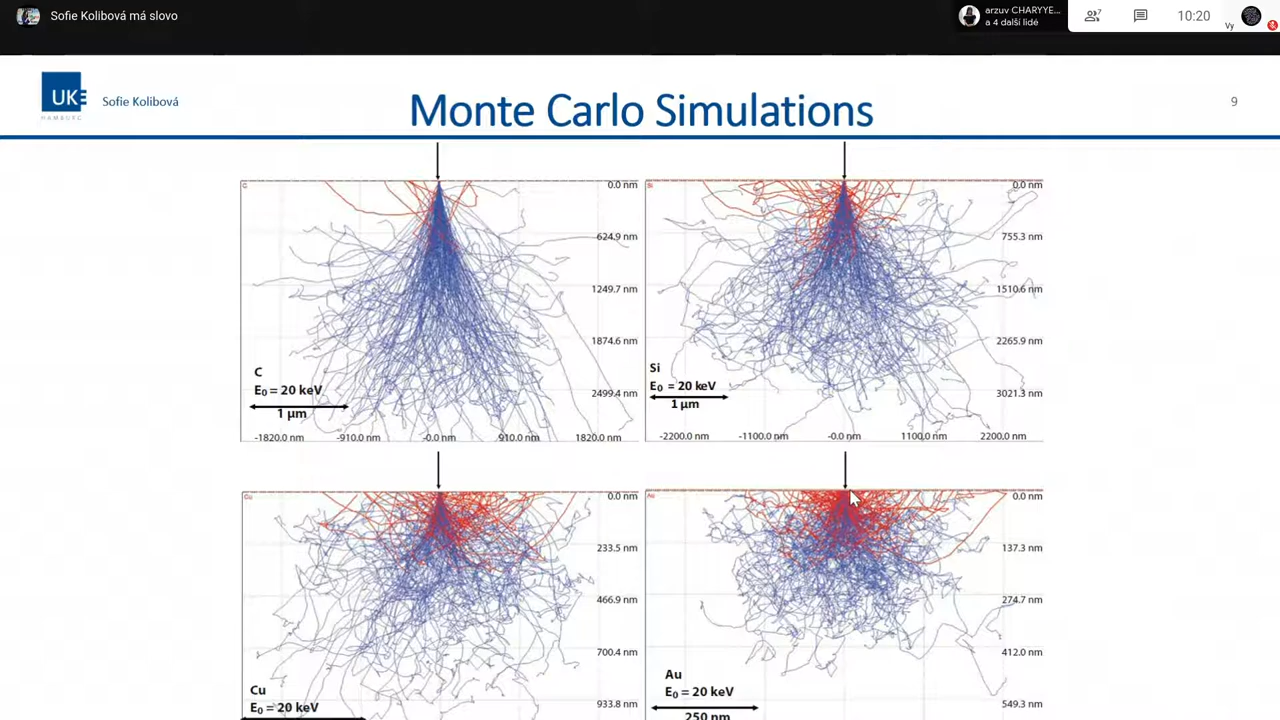 Sofie Kolibová má slovo
arzuv CHARYYE...
a 4 další lidé
7
10:20
Vy
UKE
HAMBURG
Sofie Kolibová
Monte Carlo Simulations
9
C
0.0 nm
624.9 nm
1249.7 nm
1874.6 nm
2499.4 nm
C
E₀ = 20 keV
1 µm
-1820.0 nm -910.0 nm -0.0 nm 910.0 nm 1820.0 nm
Si
0.0 nm
755.3 nm
1510.6 nm
2265.9 nm
3021.3 nm
Si
E₀ = 20 keV
1 µm
-2200.0 nm -1100.0 nm -0.0 nm 1100.0 nm 2200.0 nm
Cu
0.0 nm
233.5 nm
466.9 nm
700.4 nm
933.8 nm
Cu
E₀ = 20 keV
Au
0.0 nm
137.3 nm
274.7 nm
412.0 nm
549.3 nm
Au
E₀ = 20 keV
250 nm